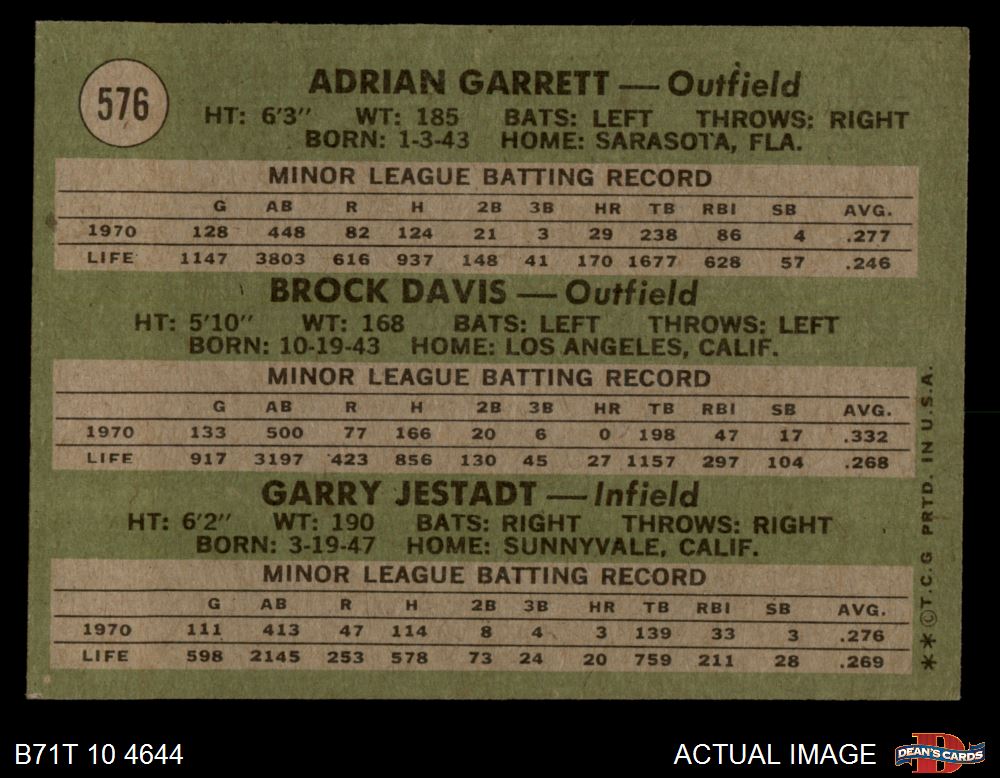 576
ADRIAN GARRETT — Outfield
HT: 6'3" WT: 185 BATS: LEFT THROWS: RIGHT
BORN: 1-3-43 HOME: SARASOTA, FLA.
MINOR LEAGUE BATTING RECORD
G AB R H 2B 3B HR TB RBI SB AVG.
1970 128 448 82 124 21 3 29 238 86 4 .277
LIFE 1147 3803 616 937 148 41 170 1677 628 57 .246
BROCK DAVIS — Outfield
HT: 5'10" WT: 168 BATS: LEFT THROWS: LEFT
BORN: 10-19-43 HOME: LOS ANGELES, CALIF.
MINOR LEAGUE BATTING RECORD
G AB R H 2B 3B HR TB RBI SB AVG.
1970 133 500 77 166 20 6 0 198 47 17 .332
LIFE 917 3197 423 856 130 45 27 1157 297 104 .268
GARRY JESTADT — Infield
HT: 6'2" WT: 190 BATS: RIGHT THROWS: RIGHT
BORN: 3-19-47 HOME: SUNNYVALE, CALIF.
MINOR LEAGUE BATTING RECORD
G AB R H 2B 3B HR TB RBI SB AVG.
1970 111 413 47 114 8 4 3 139 33 3 .276
LIFE 598 2145 253 578 73 24 20 759 211 28 .269
**©T.C.G PRTD. IN U.S.A.
B71T 10 4644
ACTUAL IMAGE
D
DEAN'S CARDS